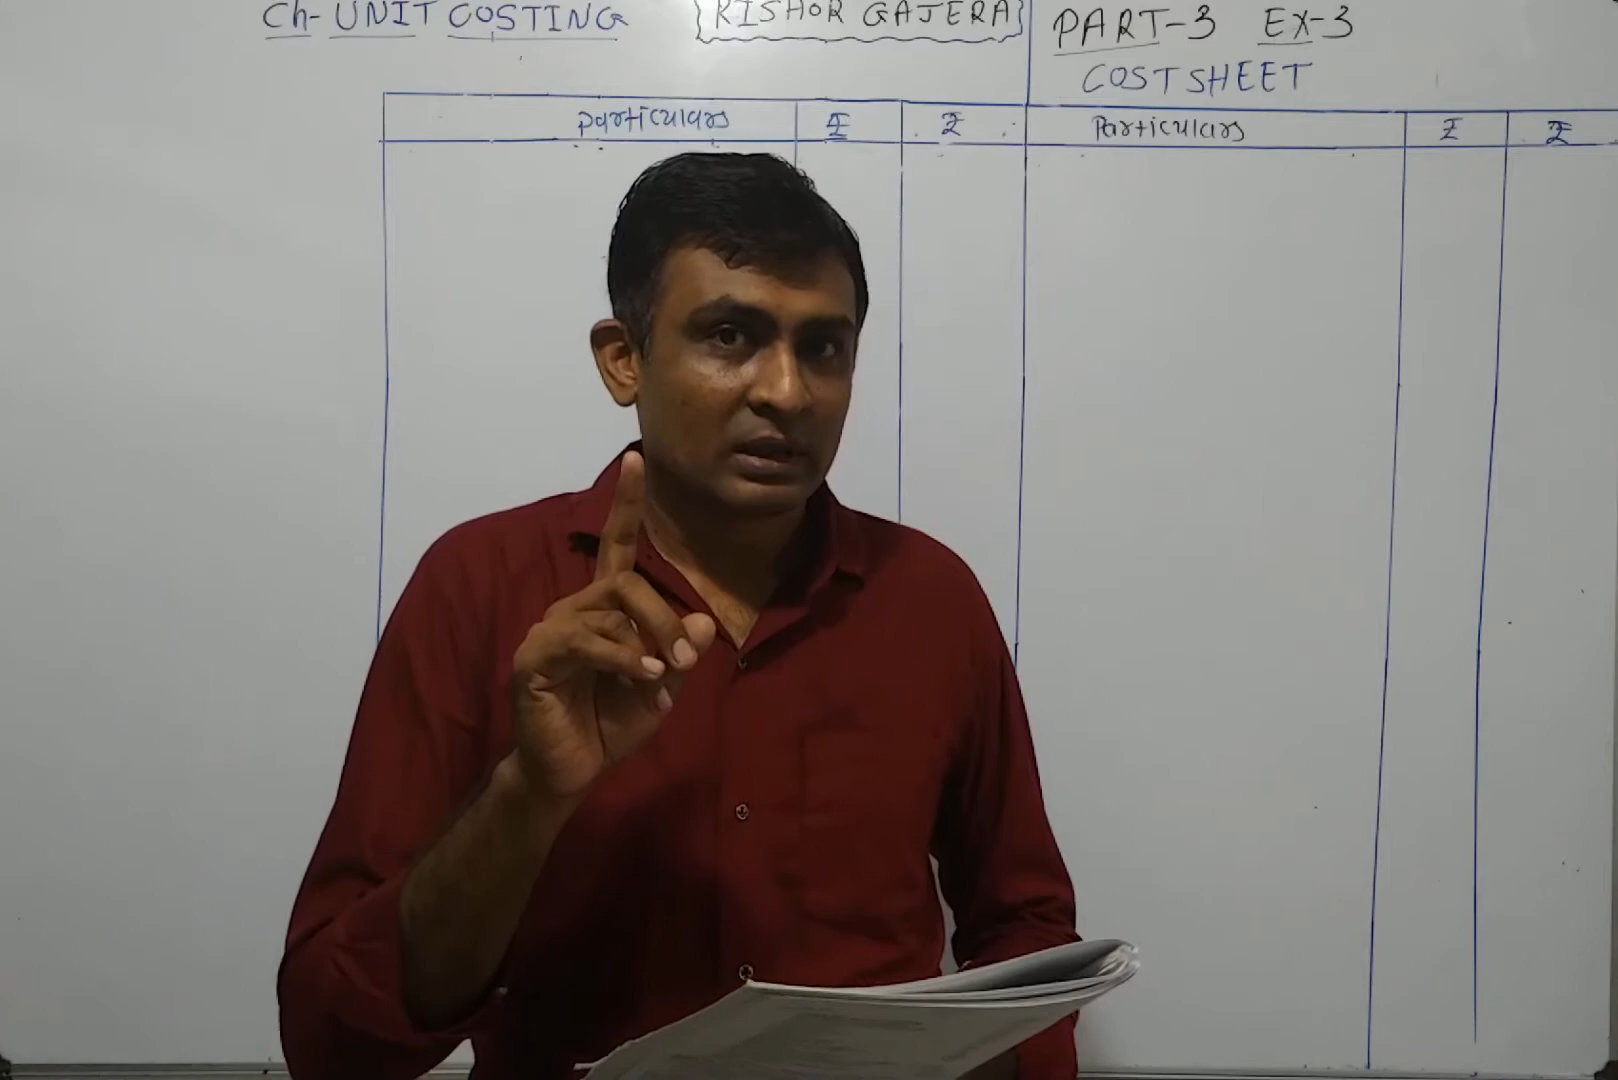 Ch- UNIT COSTING {KISHOR GAJERA} PART-3 EX-3
COST SHEET
particulars ₹ ₹ Particulars ₹ ₹